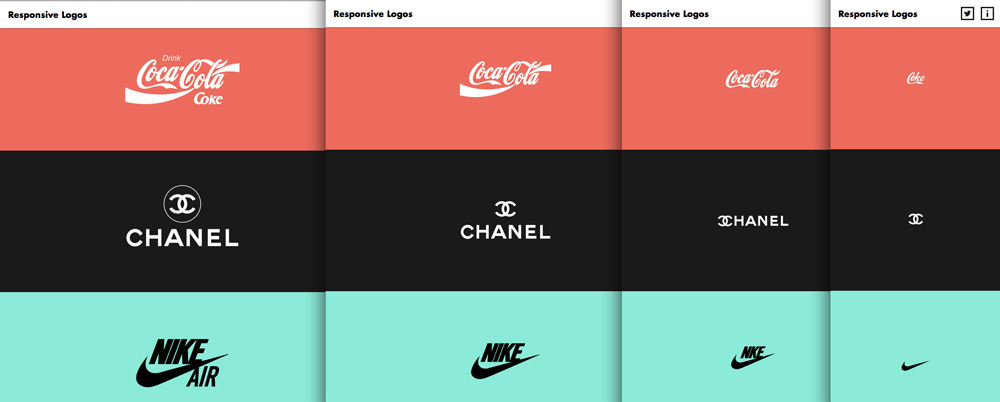 Responsive Logos
Responsive Logos
Responsive Logos
Responsive Logos
Drink
Coca-Cola
Coke
Coca-Cola
Coca-Cola
Coke
CHANEL
CHANEL
CHANEL
NIKE
AIR
NIKE
NIKE